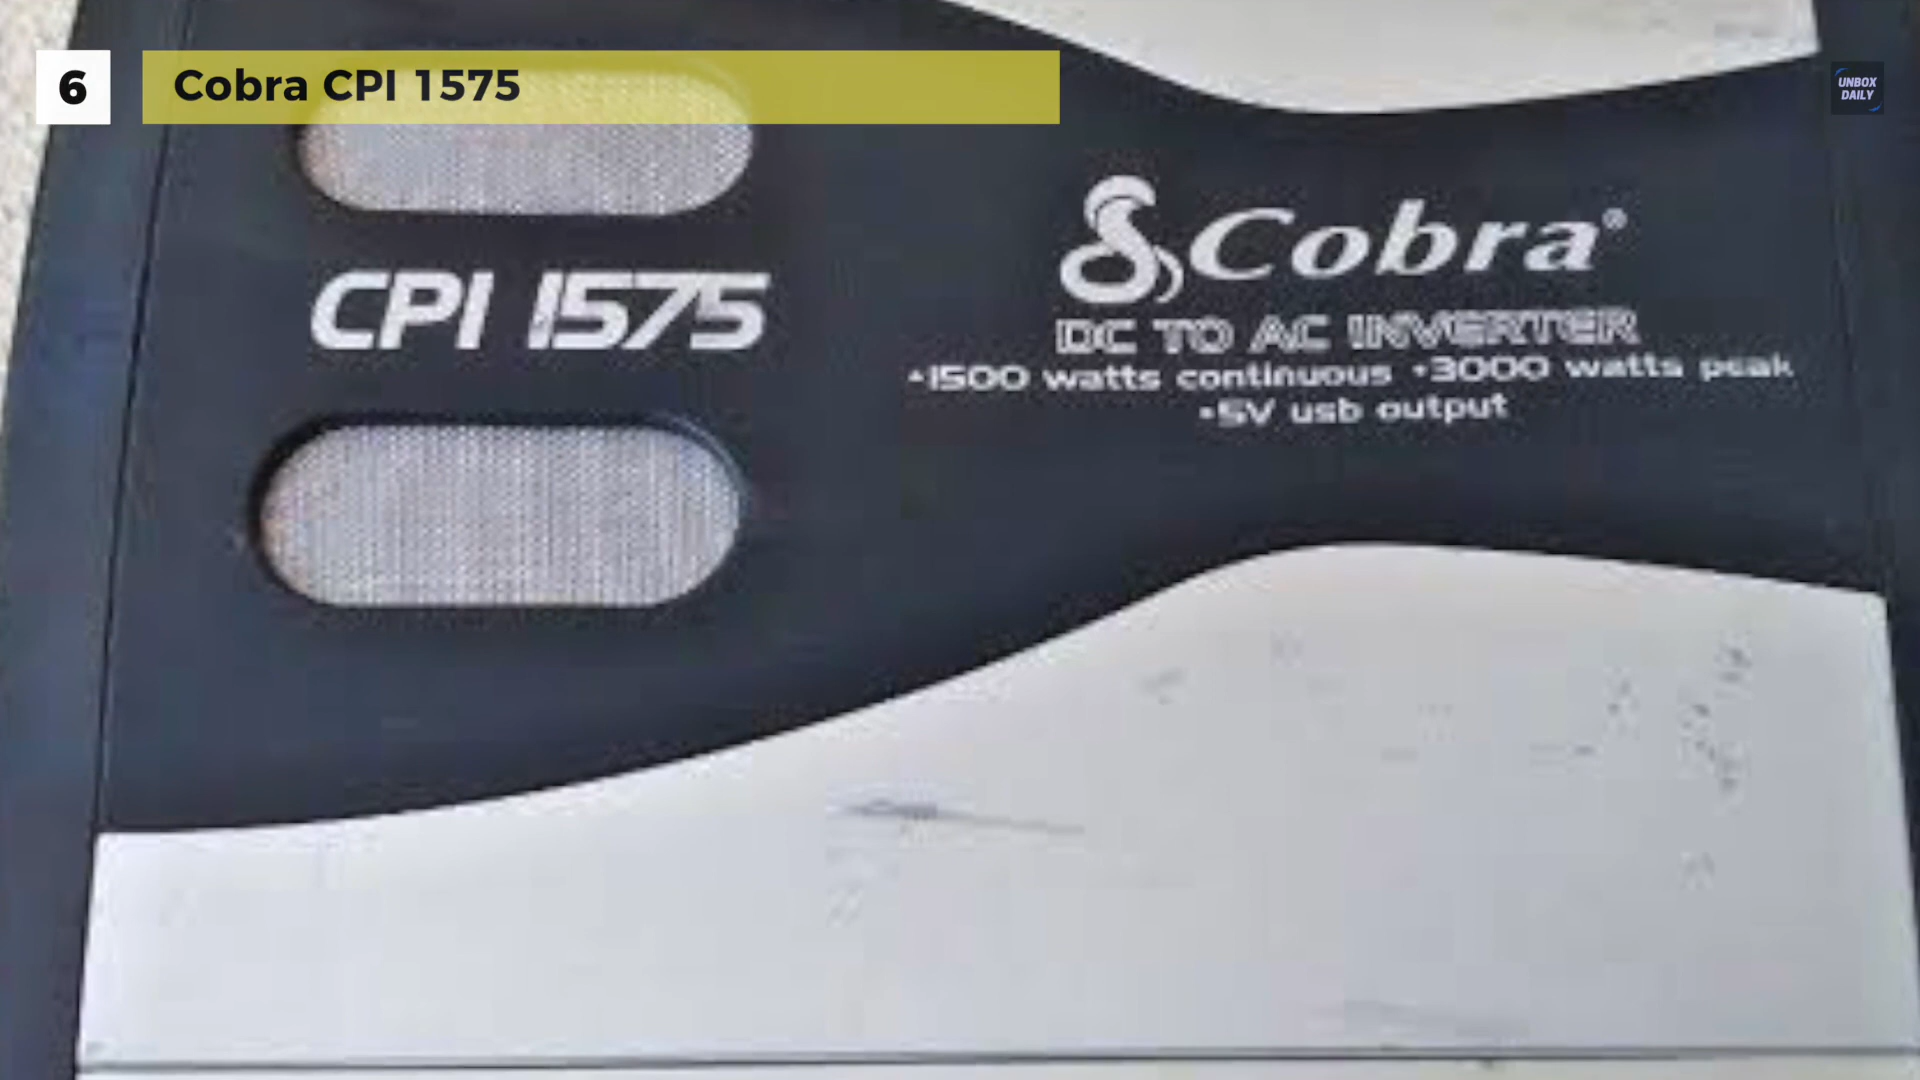 6
Cobra CPI 1575
UNBOX
DAILY
Cobra®
CPI 1575
DC TO AC INVERTER
•1500 watts continuous •3000 watts peak
•5V usb output